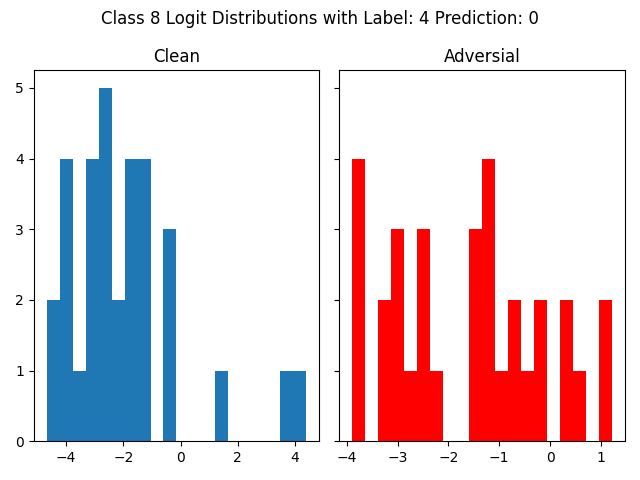 Class 8 Logit Distributions with Label: 4 Prediction: 0
Clean
Adversial
5
4
3
2
1
0
−4 −2 0 2 4
−4 −3 −2 −1 0 1